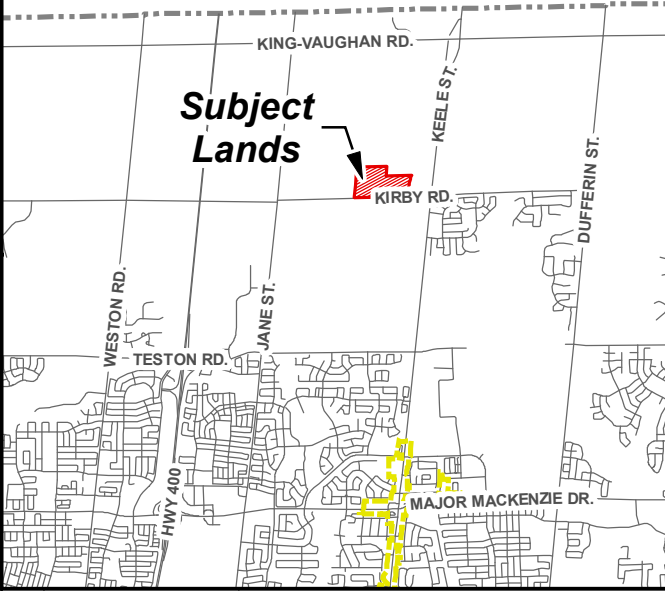 KING-VAUGHAN RD.
Subject
Lands
KEELE ST.
KIRBY RD.
DUFFERIN ST.
WESTON RD.
JANE ST.
TESTON RD.
HWY 400
MAJOR MACKENZIE DR.